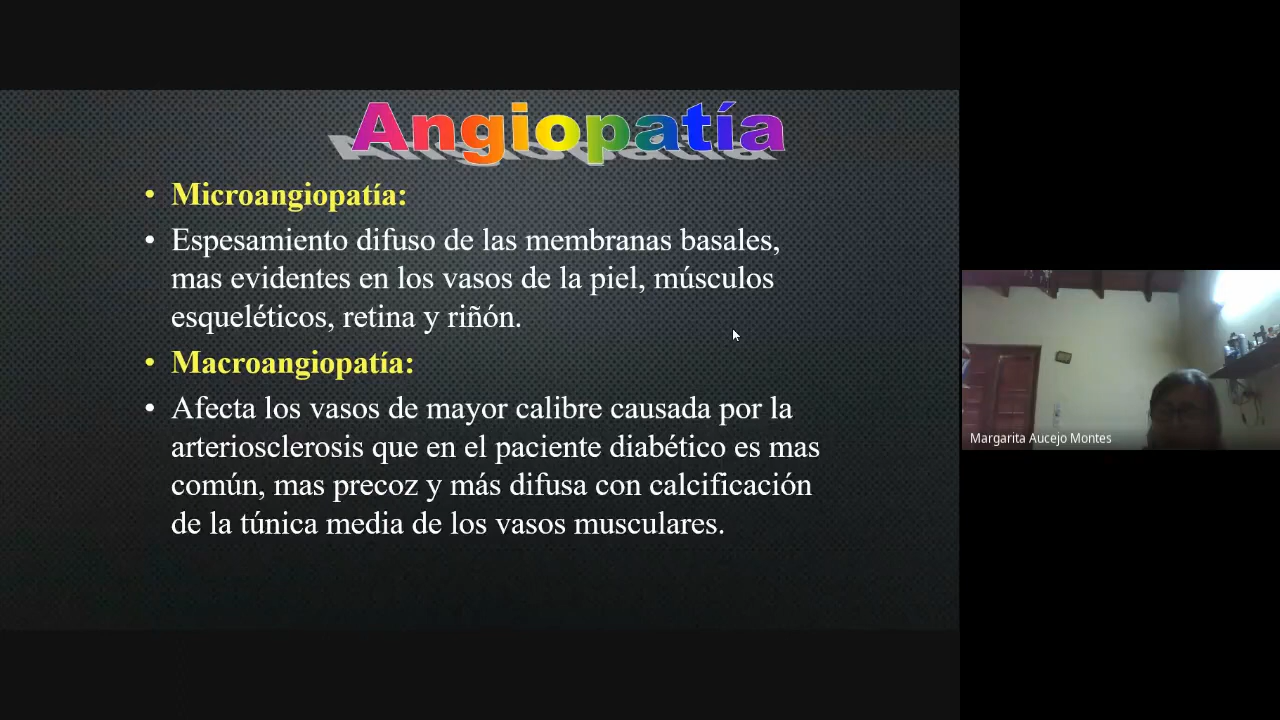 Angiopatía
• Microangiopatía:
• Espesamiento difuso de las membranas basales,
mas evidentes en los vasos de la piel, músculos
esqueléticos, retina y riñón.
• Macroangiopatía:
• Afecta los vasos de mayor calibre causada por la
arteriosclerosis que en el paciente diabético es mas
común, mas precoz y más difusa con calcificación
de la túnica media de los vasos musculares.
Margarita Aucejo Montes